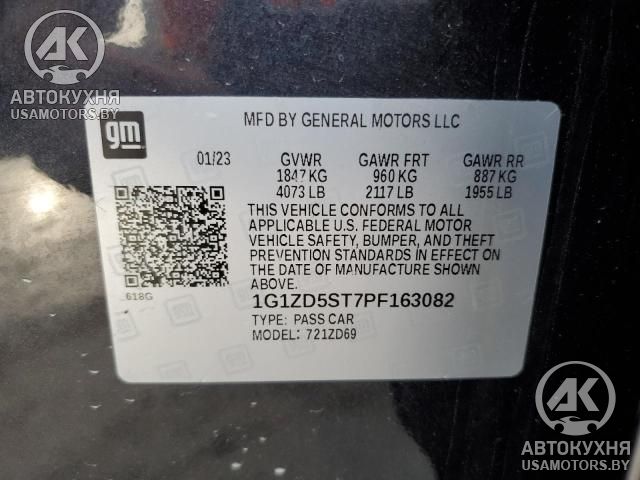 АК
АВТОКУХНЯ
USAMOTORS.BY
gm
MFD BY GENERAL MOTORS LLC
01/23 GVWR GAWR FRT GAWR RR
1847 KG 960 KG 887 KG
4073 LB 2117 LB 1955 LB
THIS VEHICLE CONFORMS TO ALL
APPLICABLE U.S. FEDERAL MOTOR
VEHICLE SAFETY, BUMPER, AND THEFT
PREVENTION STANDARDS IN EFFECT ON
THE DATE OF MANUFACTURE SHOWN
ABOVE.
618G
1G1ZD5ST7PF163082
TYPE: PASS CAR
MODEL: 721ZD69
АК
АВТОКУХНЯ
USAMOTORS.BY